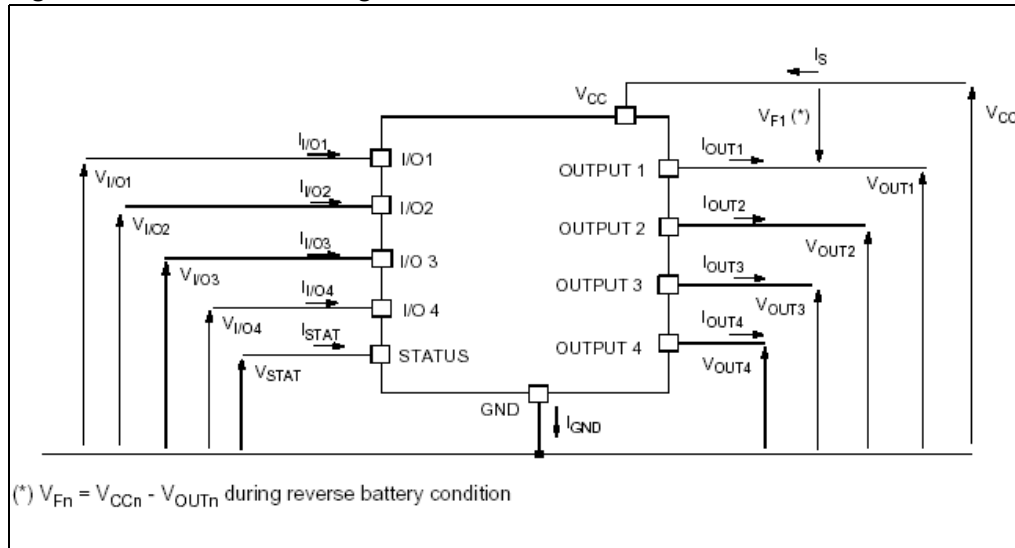 IS
VCC
VF1 (*)
VCC
II/O1
I/O1
OUTPUT 1
IOUT1
VI/O1
VOUT1
II/O2
I/O2
OUTPUT 2
IOUT2
VI/O2
VOUT2
II/O3
I/O 3
OUTPUT 3
IOUT3
VI/O3
VOUT3
II/O4
I/O 4
OUTPUT 4
IOUT4
VI/O4
VOUT4
ISTAT
STATUS
VSTAT
GND
IGND
(*) VFn = VCCn - VOUTn during reverse battery condition